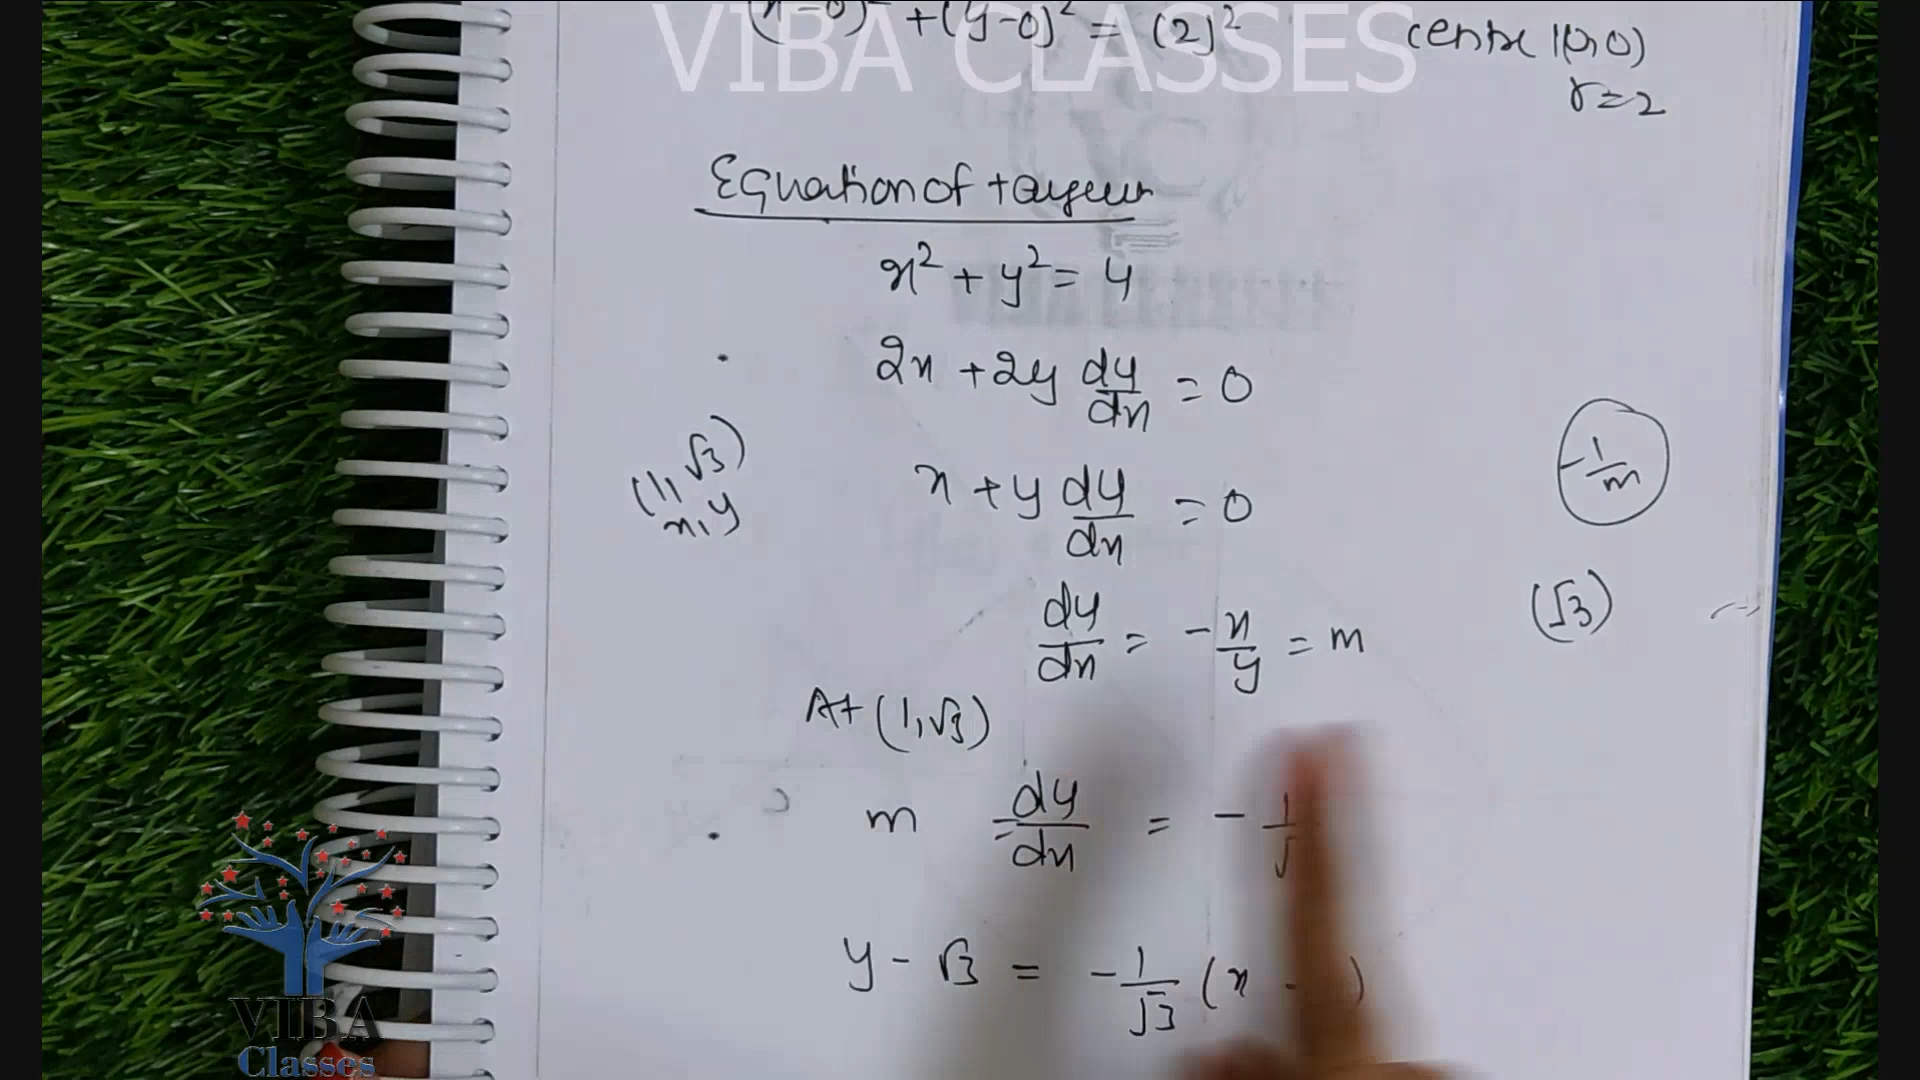 (x-0)² + (y-0)² = (2)²
centre (0,0)
r=2
VIBA CLASSES
Equation of
x² + y² = 4
2x + 2y dy/dx = 0
(1,√3)
x, y
x + y dy/dx = 0
-1/m
dy/dx = -x/y = m
(√3)
At (1,√3)
m = dy/dx = - 1/√
y - √3 = -1/√3 (x - )
VIBA
Classes